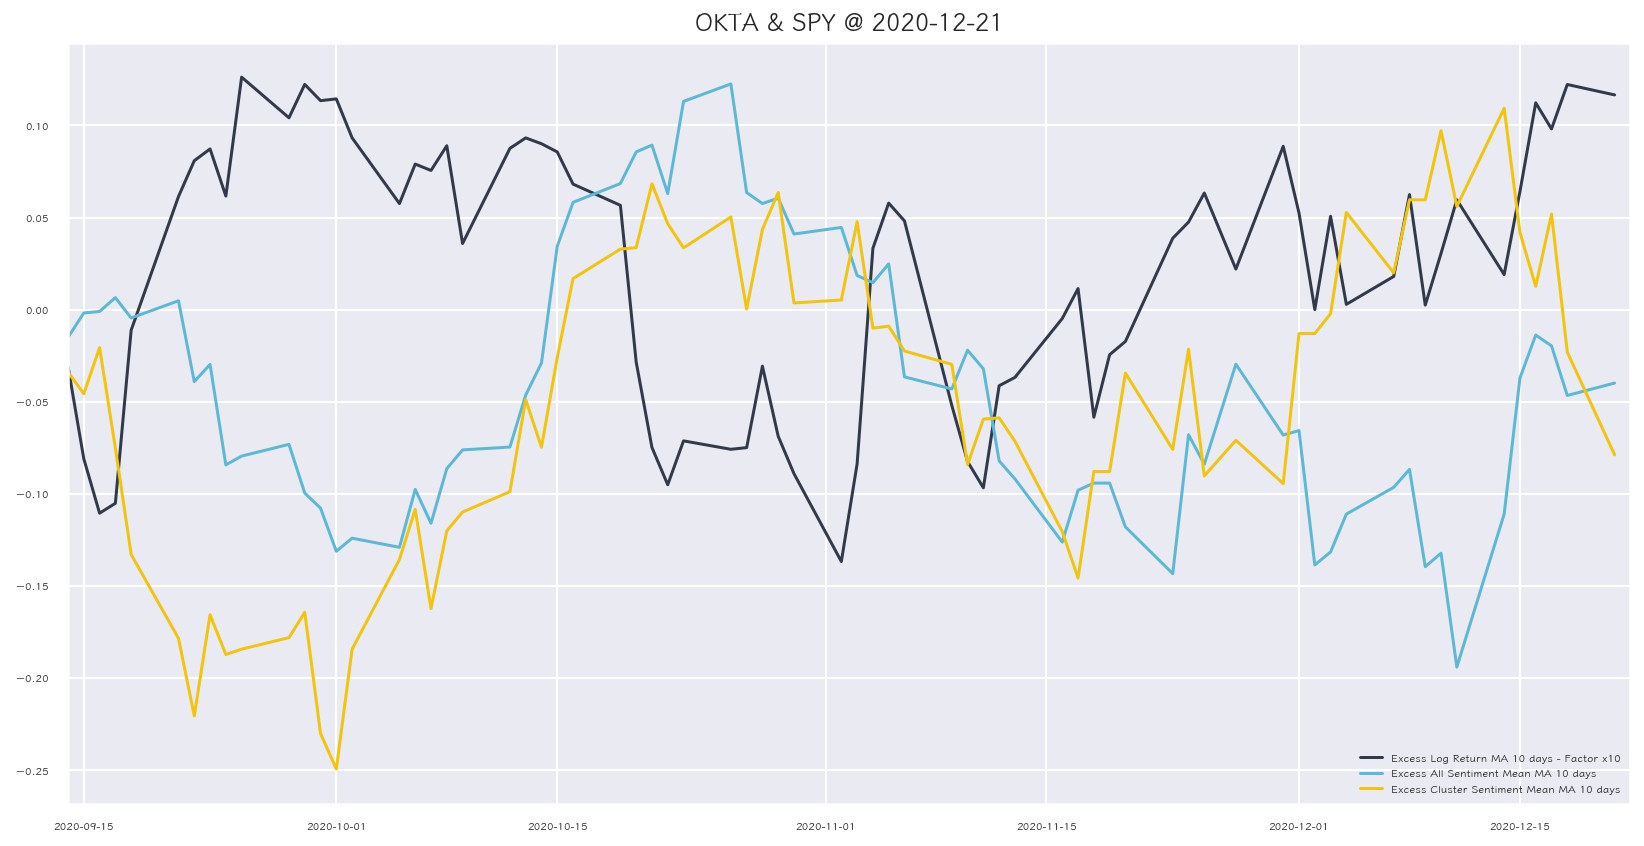 OKTA & SPY @ 2020-12-21
0.10
0.05
0.00
−0.05
−0.10
−0.15
−0.20
−0.25
Excess Log Return MA 10 days - Factor x10
Excess All Sentiment Mean MA 10 days
Excess Cluster Sentiment Mean MA 10 days
2020-09-15 2020-10-01 2020-10-15 2020-11-01 2020-11-15 2020-12-01 2020-12-15